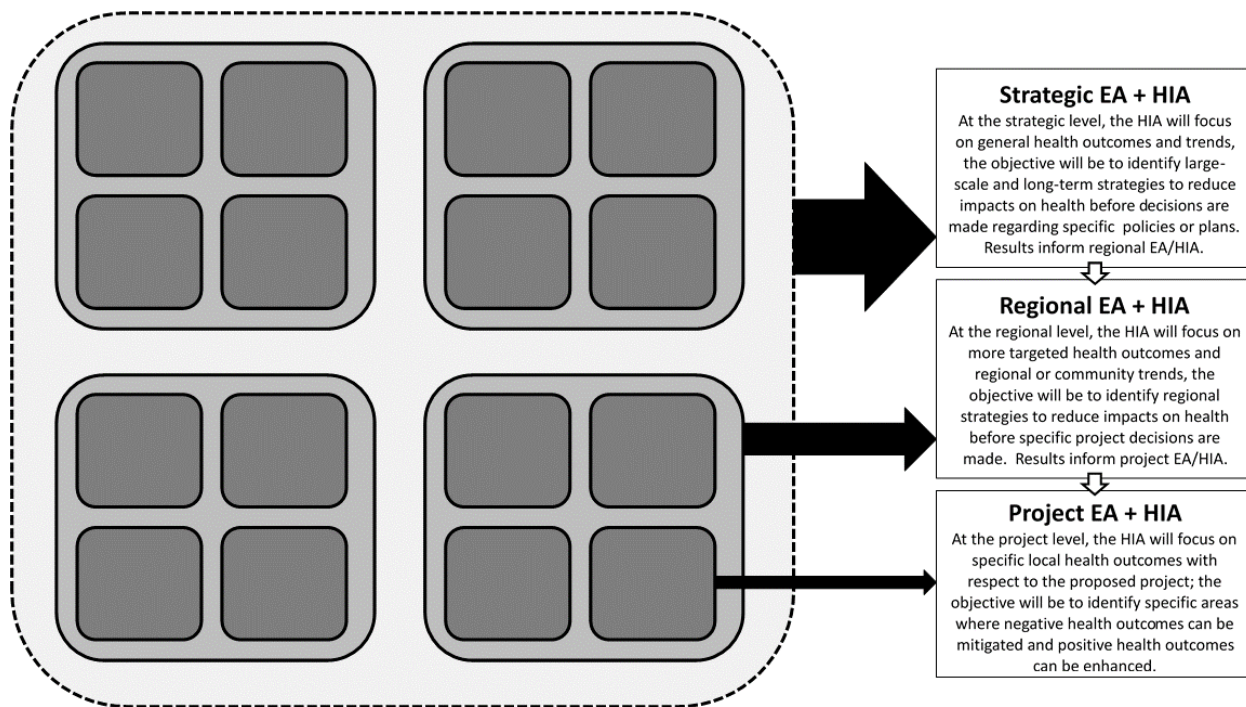 Strategic EA + HIA
At the strategic level, the HIA will focus
on general health outcomes and trends,
the objective will be to identify large-
scale and long-term strategies to reduce
impacts on health before decisions are
made regarding specific policies or plans.
Results inform regional EA/HIA.
Regional EA + HIA
At the regional level, the HIA will focus on
more targeted health outcomes and
regional or community trends, the
objective will be to identify regional
strategies to reduce impacts on health
before specific project decisions are
made. Results inform project EA/HIA.
Project EA + HIA
At the project level, the HIA will focus on
specific local health outcomes with
respect to the proposed project; the
objective will be to identify specific areas
where negative health outcomes can be
mitigated and positive health outcomes
can be enhanced.